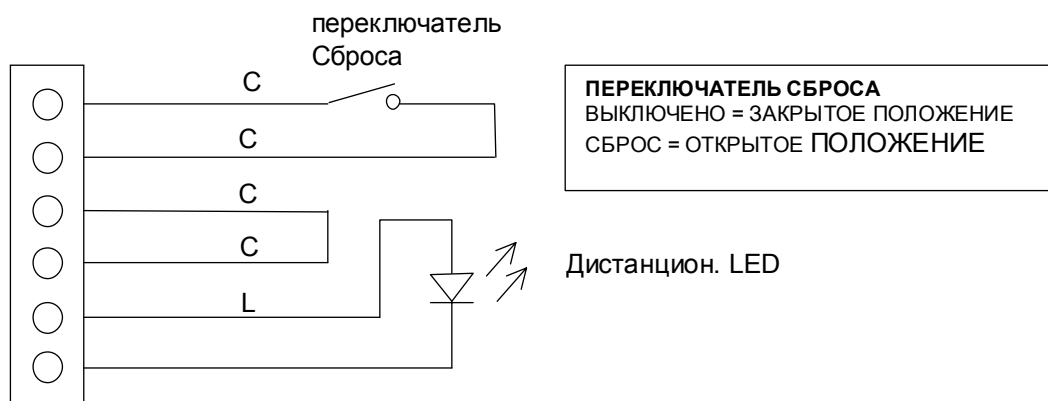 переключатель
Сброса
C
C
C
C
L
ПЕРЕКЛЮЧАТЕЛЬ СБРОСА
ВЫКЛЮЧЕНО = ЗАКРЫТОЕ ПОЛОЖЕНИЕ
СБРОС = ОТКРЫТОЕ ПОЛОЖЕНИЕ
Дистанцион. LED